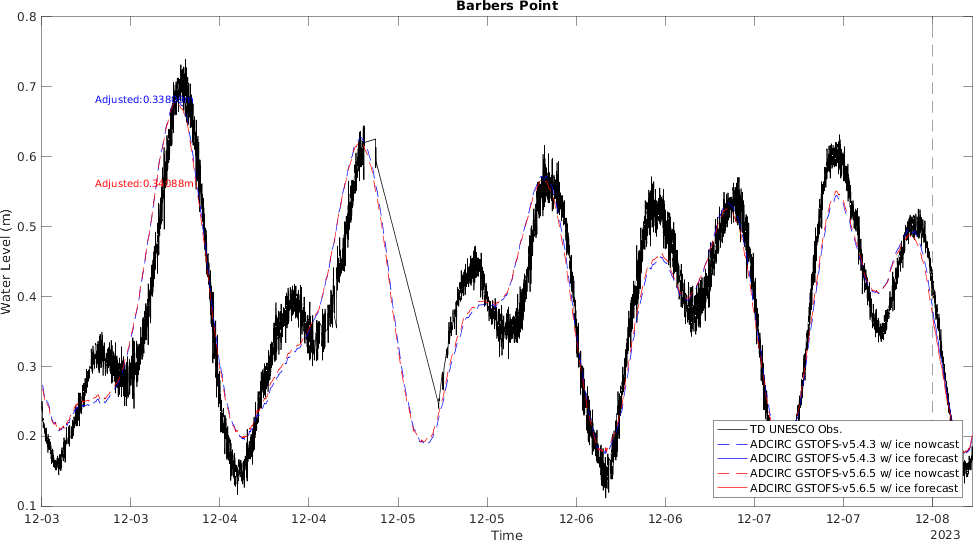 Barbers Point
0.8
0.7
0.6
0.5
0.4
0.3
0.2
0.1
Water Level (m)
Adjusted:0.34088m
TD UNESCO Obs.
ADCIRC GSTOFS-v5.4.3 w/ ice nowcast
ADCIRC GSTOFS-v5.4.3 w/ ice forecast
ADCIRC GSTOFS-v5.6.5 w/ ice nowcast
ADCIRC GSTOFS-v5.6.5 w/ ice forecast
12-03 12-03 12-04 12-04 12-05 12-05 12-06 12-06 12-07 12-07 12-08
Time
2023